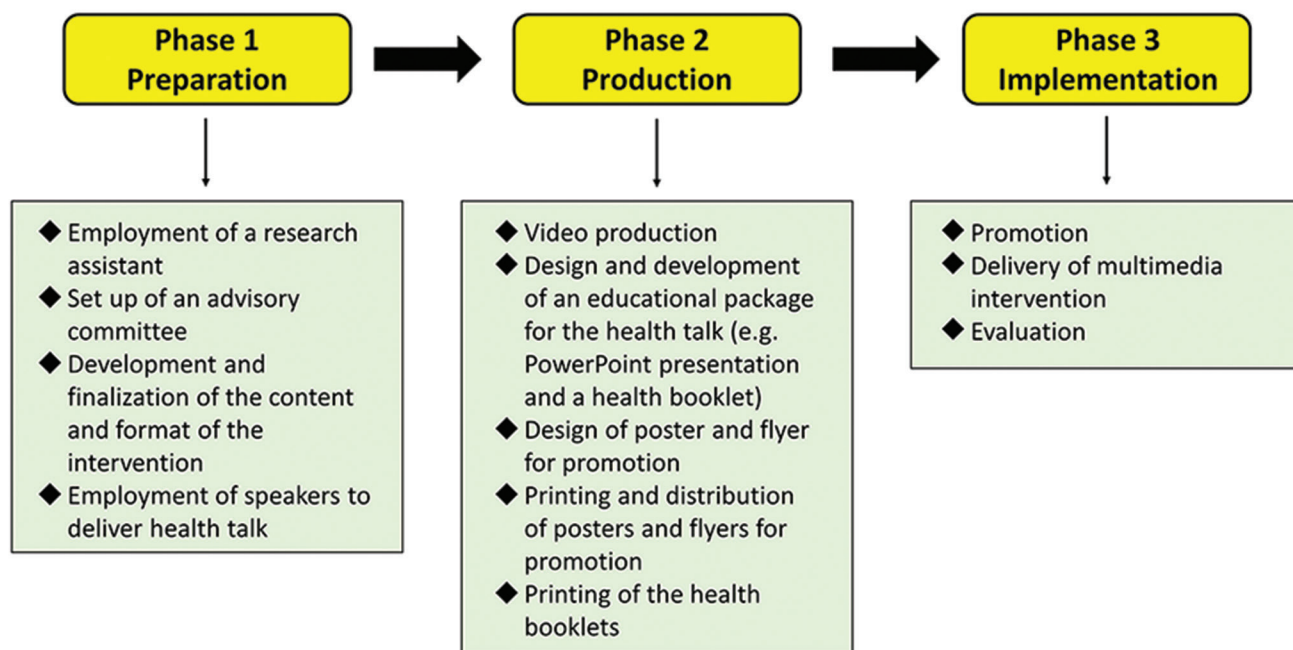 Phase 1
Preparation
Phase 2
Production
Phase 3
Implementation
◆ Employment of a research
assistant
◆ Set up of an advisory
committee
◆ Development and
finalization of the content
and format of the
intervention
◆ Employment of speakers to
deliver health talk
◆ Video production
◆ Design and development
of an educational package
for the health talk (e.g.
PowerPoint presentation
and a health booklet)
◆ Design of poster and flyer
for promotion
◆ Printing and distribution
of posters and flyers for
promotion
◆ Printing of the health
booklets
◆ Promotion
◆ Delivery of multimedia
intervention
◆ Evaluation